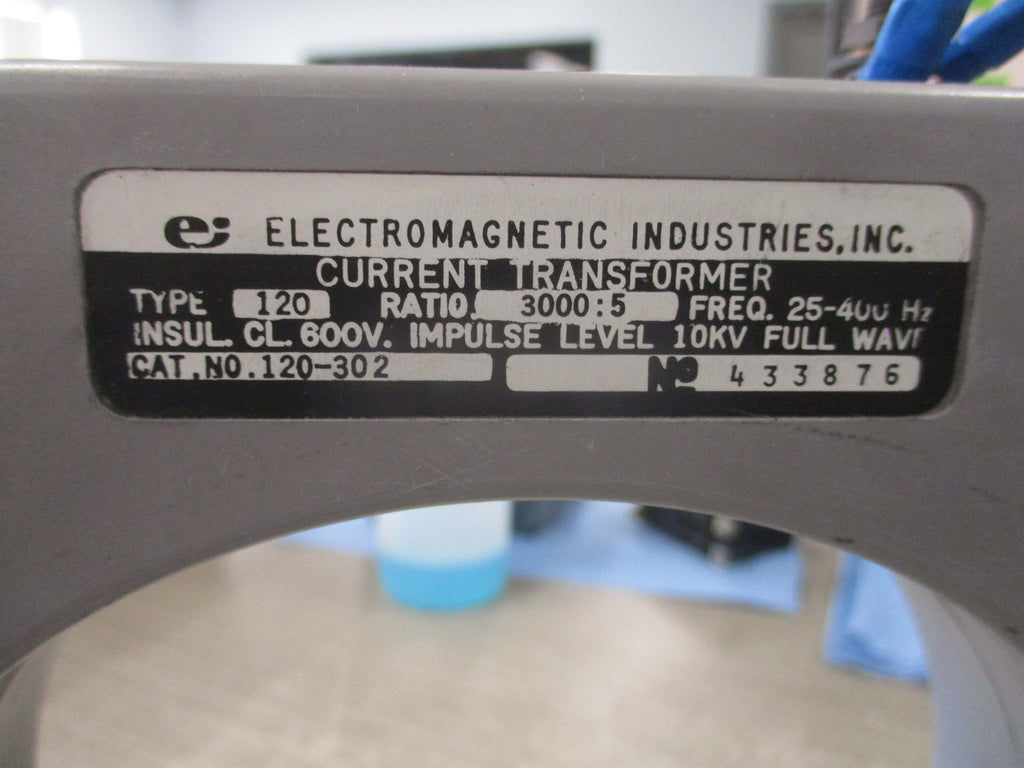 ei ELECTROMAGNETIC INDUSTRIES, INC.
CURRENT TRANSFORMER
TYPE 120 RATIO. 3000:5 FREQ. 25-400 Hz
INSUL. CL. 600V. IMPULSE LEVEL 10KV FULL WAVE
CAT. NO. 120-302 Nº 433876